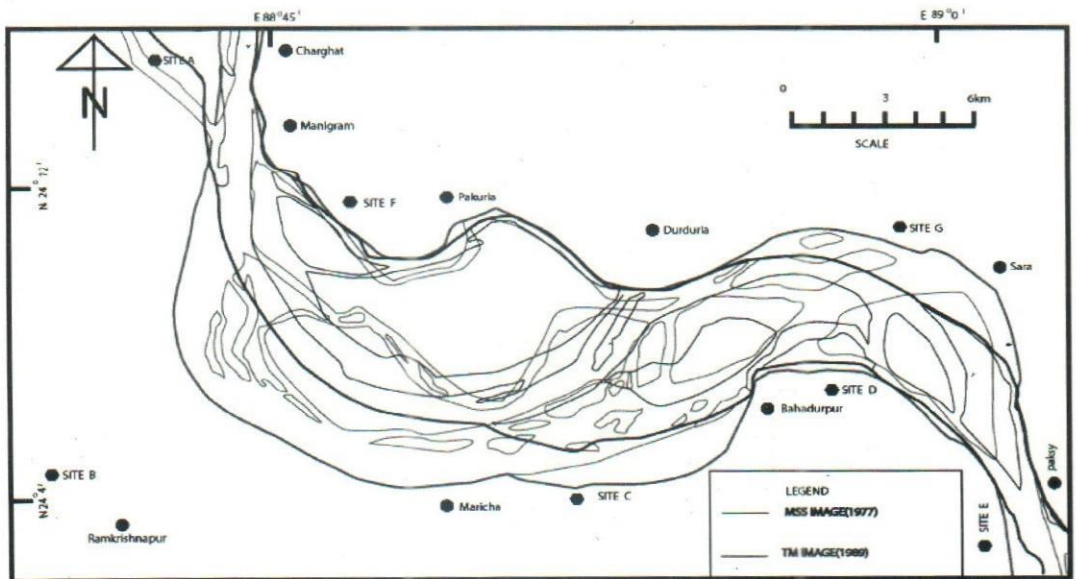 E 88°45'
E 89°0'
SITE A
Charghat
N
0 3 6km
SCALE
Manigram
N 24°12'
SITE F
Pakuria
Durduria
SITE G
Sara
SITE D
Bahadurpur
SITE B
N24°4'
Maricha
SITE C
Ramkrishnapur
paksy
SITE E
LEGEND
MSS IMAGE(1977)
TM IMAGE(1989)